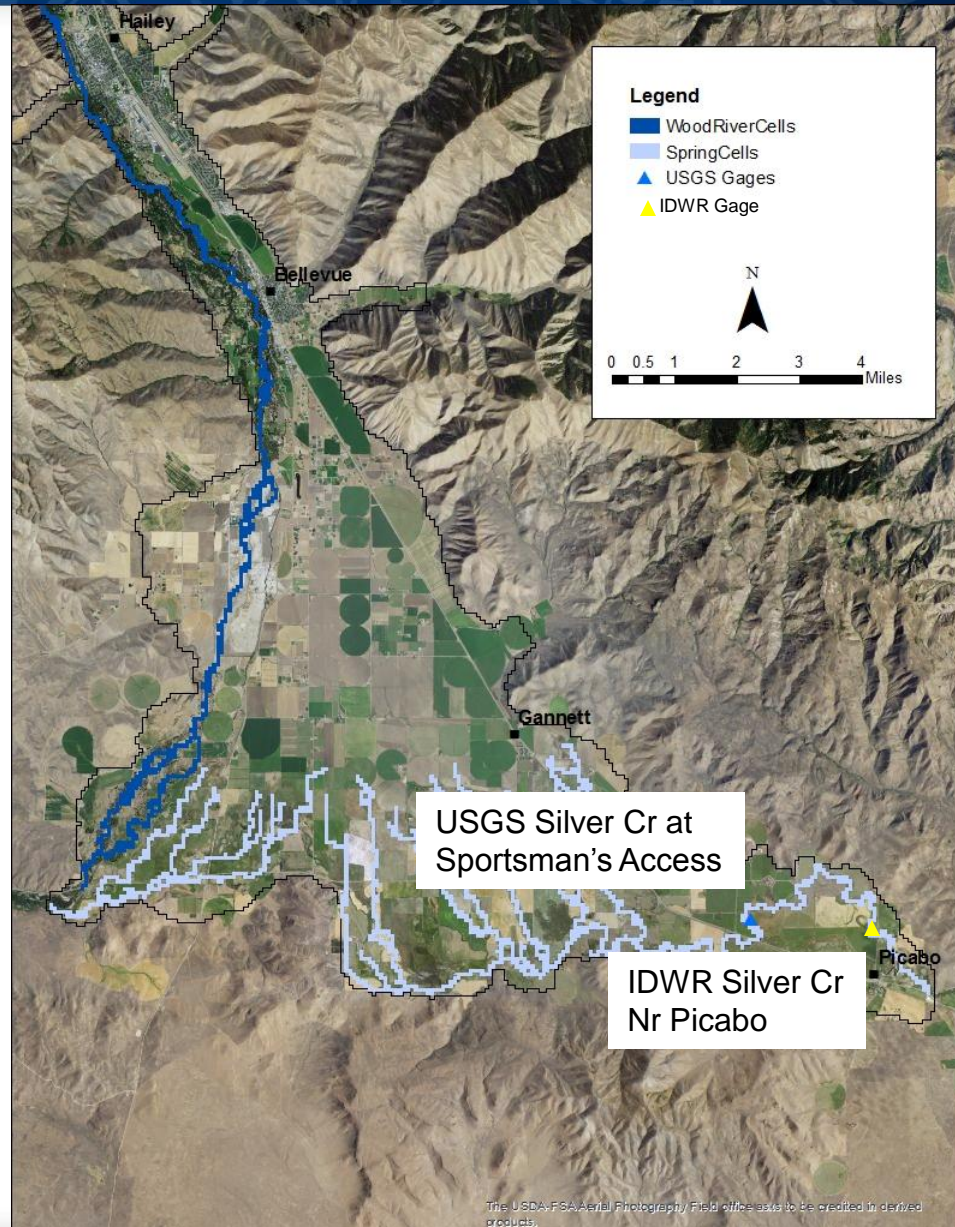 Hailey
Legend
WoodRiverCells
SpringCells
USGS Gages
IDWR Gage
N
0 0.5 1 2 3 4
Miles
Bellevue
Gannett
USGS Silver Cr at
Sportsman's Access
Picabo
IDWR Silver Cr
Nr Picabo
The USDA-FSA Aerial Photography Field office asks to be credited in derived
products.